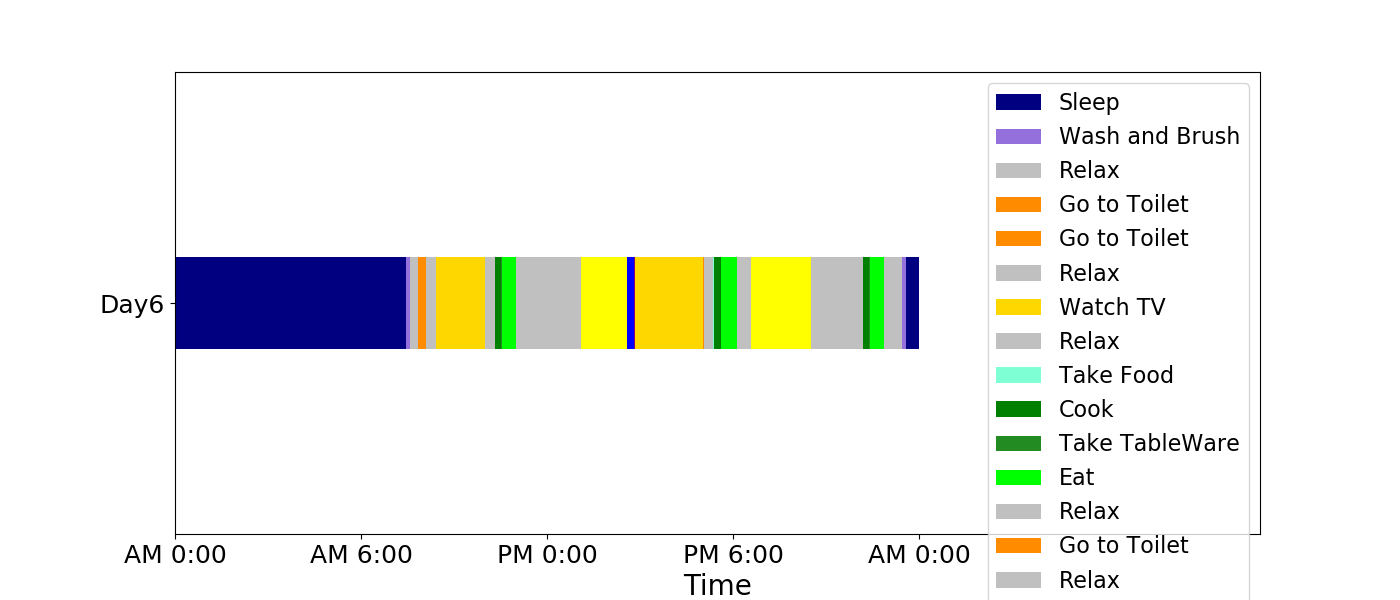 Sleep
Wash and Brush
Relax
Go to Toilet
Go to Toilet
Relax
Watch TV
Relax
Take Food
Cook
Take TableWare
Eat
Relax
Go to Toilet
Relax
Day6
AM 0:00 AM 6:00 PM 0:00 PM 6:00 AM 0:00
Time